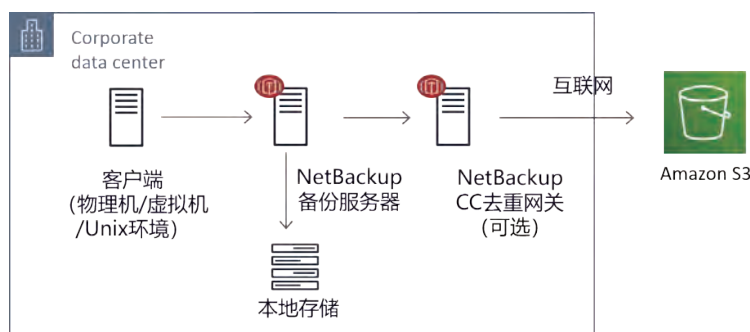 Corporate
data center
互联网
客户端
(物理机/虚拟机
/Unix环境)
NetBackup
备份服务器
NetBackup
CC去重网关
(可选)
Amazon S3
本地存储